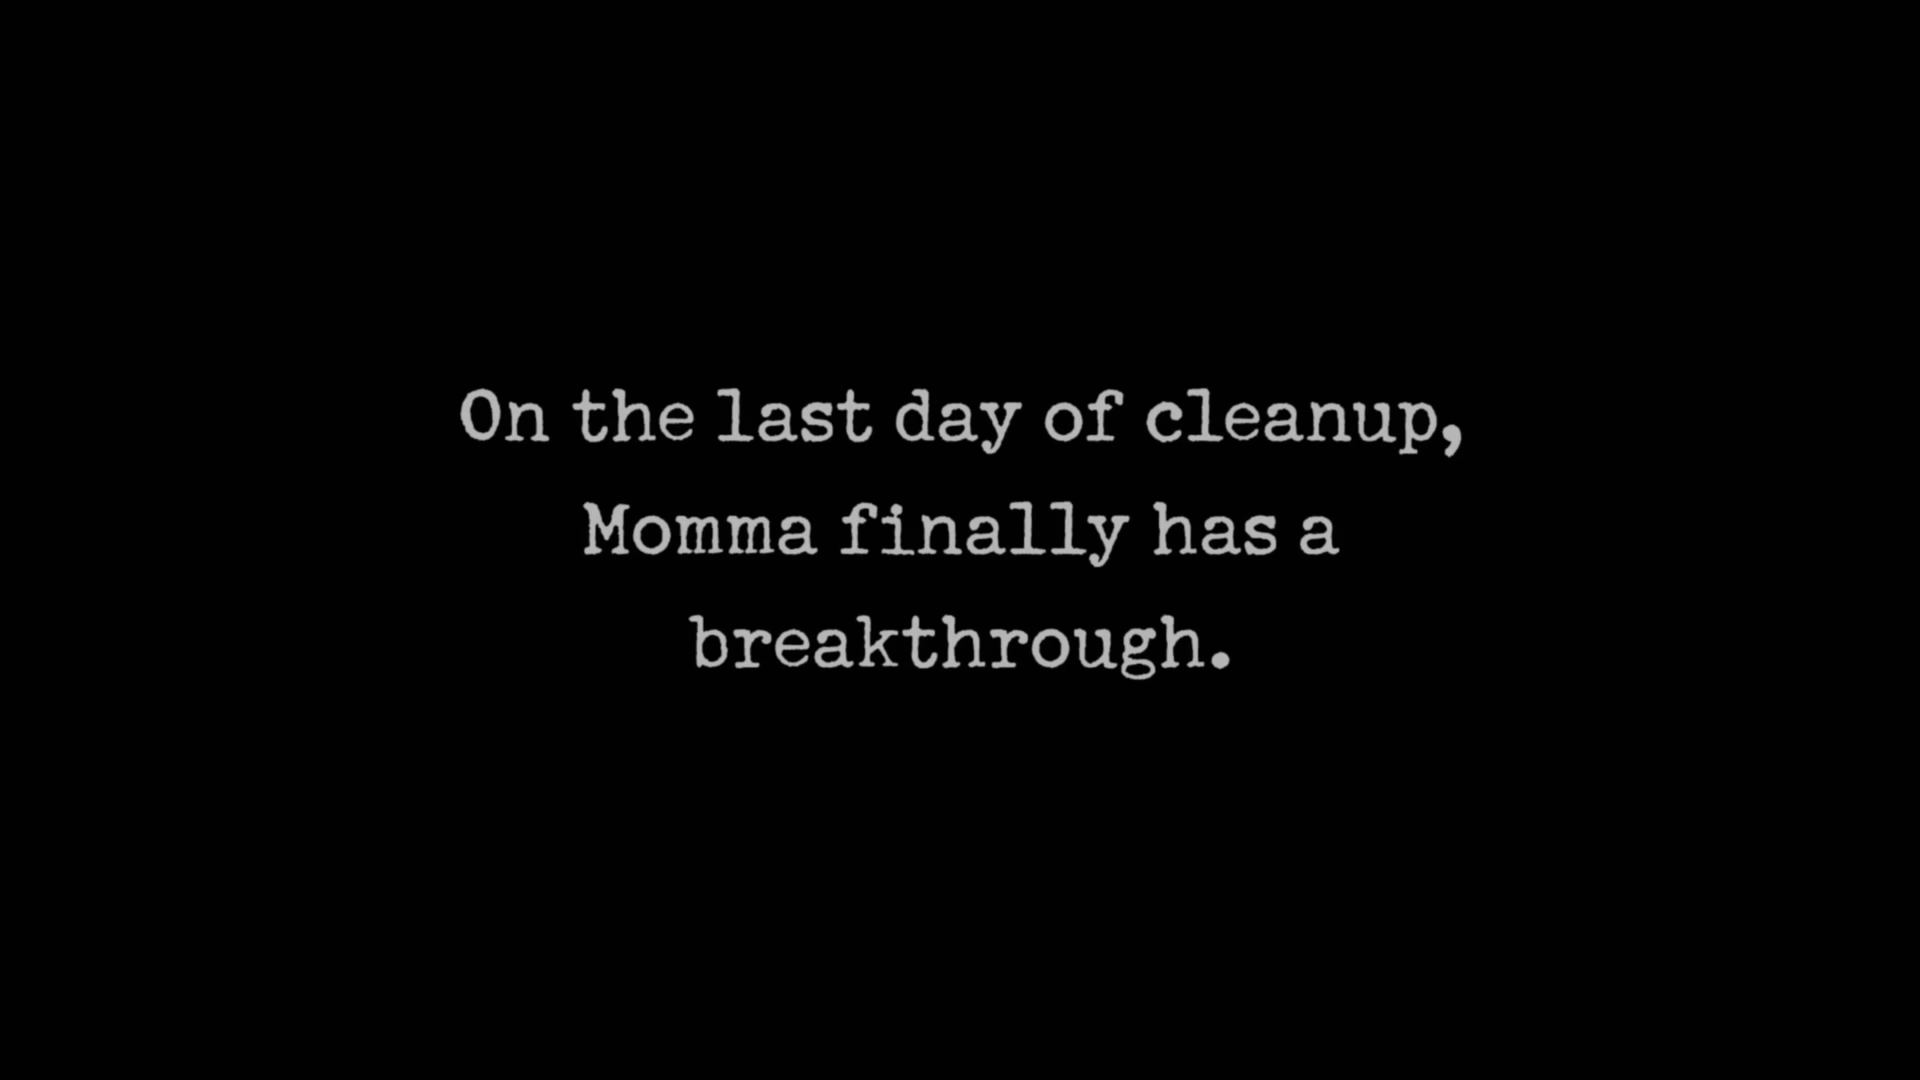 On the last day of cleanup,
Momma finally has a
breakthrough.